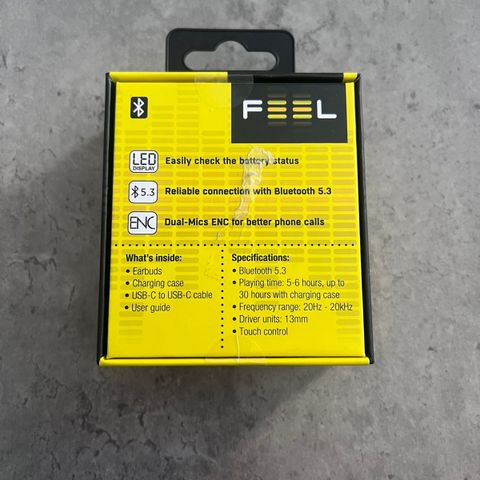 FEEL
LED
DISPLAY
Easily check the battery status
5.3
Reliable connection with Bluetooth 5.3
ENC
Dual-Mics ENC for better phone calls
What's inside:
• Earbuds
• Charging case
• USB-C to USB-C cable
• User guide
Specifications:
• Bluetooth 5.3
• Playing time: 5-6 hours, up to
30 hours with charging case
• Frequency range: 20Hz - 20kHz
• Driver units: 13mm
• Touch control